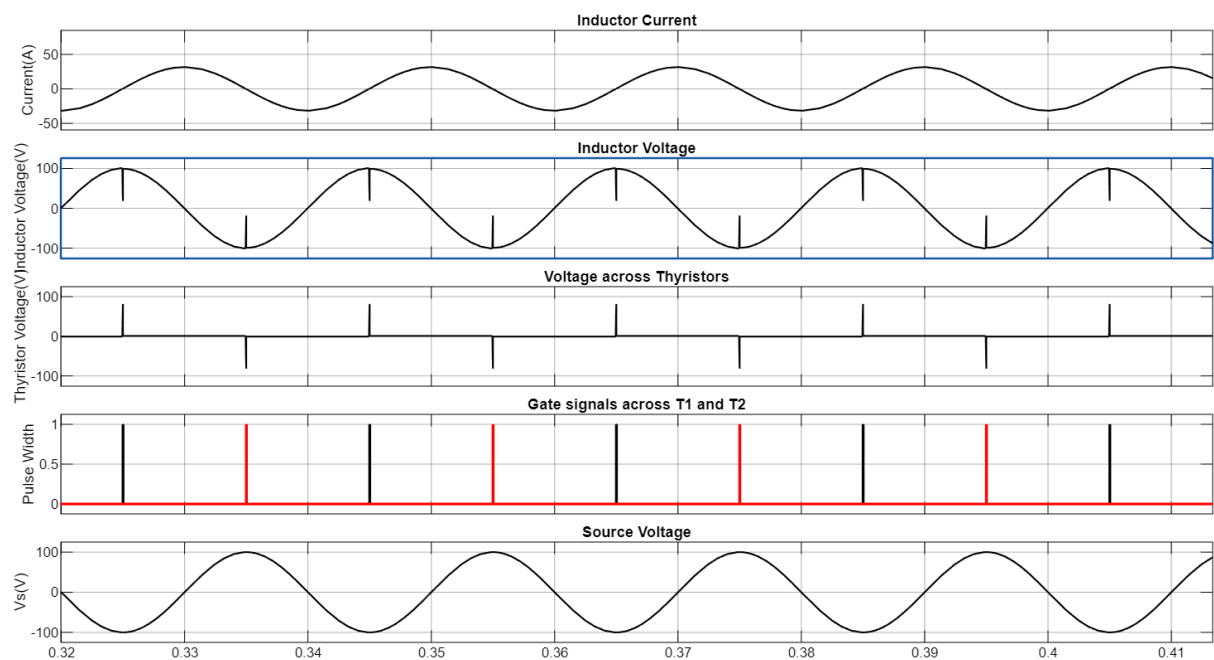 Inductor Current
Current(A)
50
0
-50
Inductor Voltage
Inductor Voltage(V)
100
0
-100
Voltage across Thyristors
Thyristor Voltage(V)
100
0
-100
Gate signals across T1 and T2
Pulse Width
1
0.5
0
Source Voltage
Vs(V)
100
0
-100
0.32 0.33 0.34 0.35 0.36 0.37 0.38 0.39 0.4 0.41